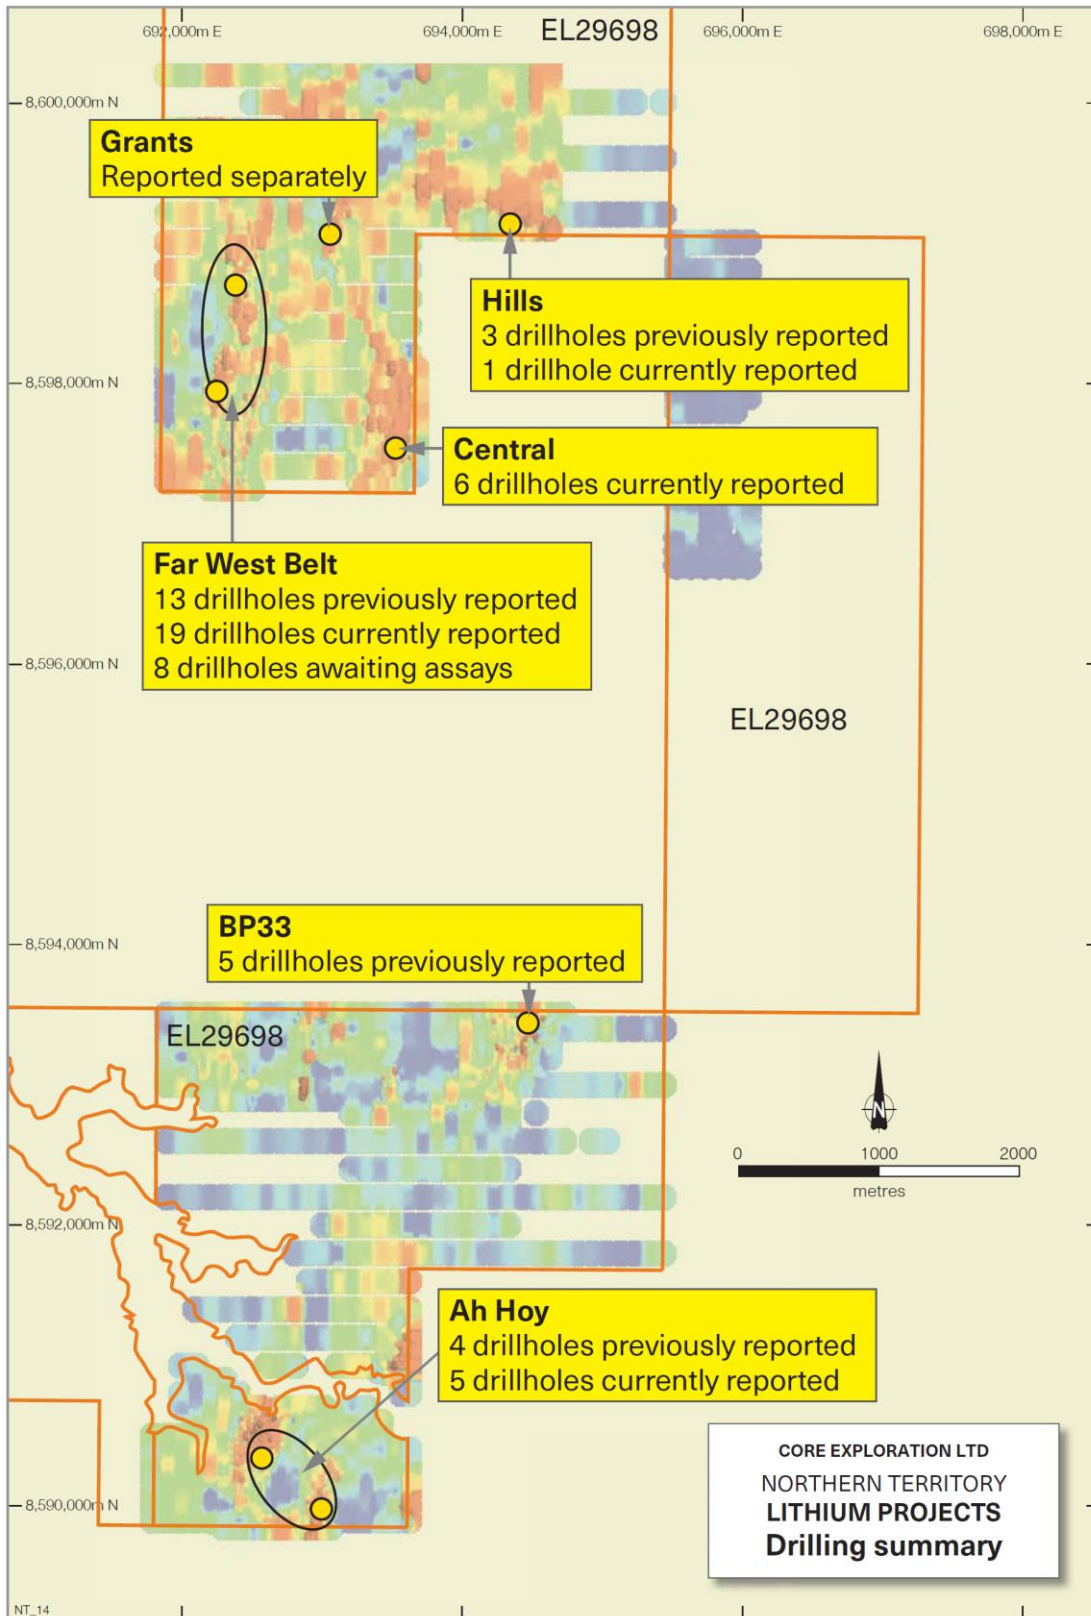 692,000m E
694,000m E
EL29698
696,000m E
698,000m E
8,600,000m N
Grants
Reported separately
Hills
3 drillholes previously reported
1 drillhole currently reported
8,598,000m N
Central
6 drillholes currently reported
Far West Belt
13 drillholes previously reported
19 drillholes currently reported
8 drillholes awaiting assays
8,596,000m N
EL29698
BP33
5 drillholes previously reported
8,594,000m N
EL29698
N
0 1000 2000
metres
8,592,000m N
Ah Hoy
4 drillholes previously reported
5 drillholes currently reported
8,590,000m N
CORE EXPLORATION LTD
NORTHERN TERRITORY
LITHIUM PROJECTS
Drilling summary
NT_14